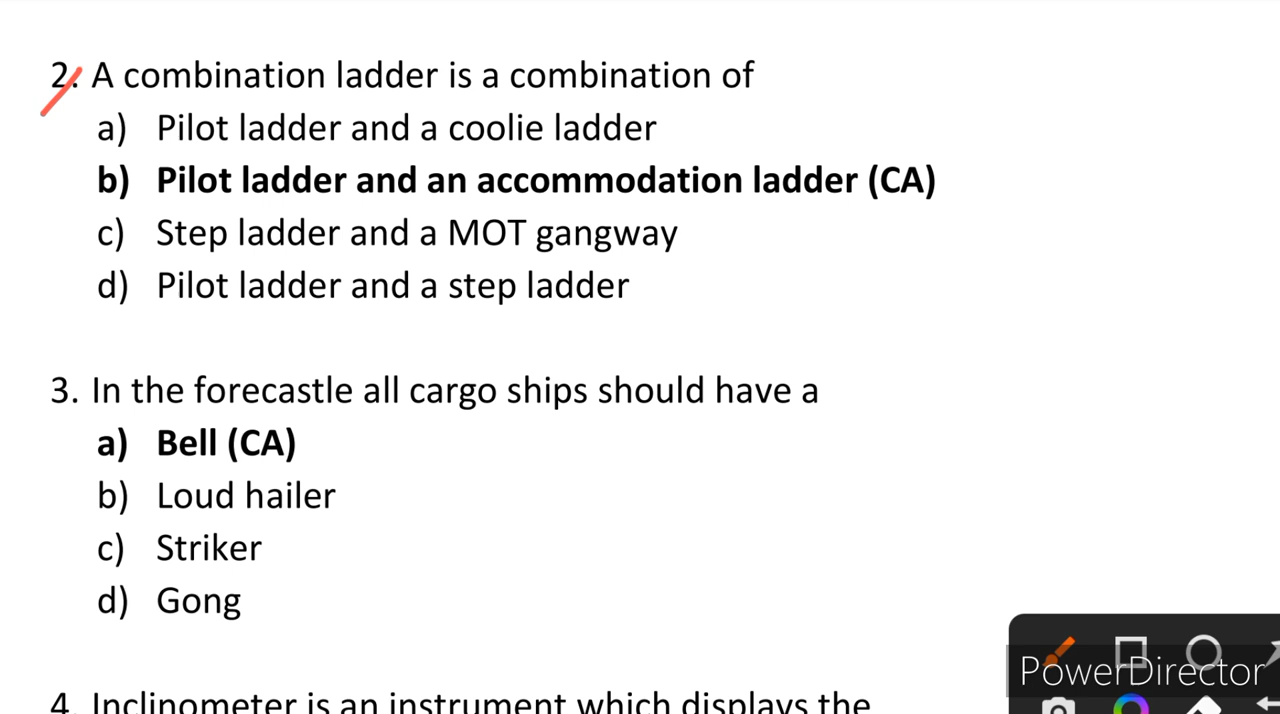 2. A combination ladder is a combination of
a) Pilot ladder and a coolie ladder
b) Pilot ladder and an accommodation ladder (CA)
c) Step ladder and a MOT gangway
d) Pilot ladder and a step ladder
3. In the forecastle all cargo ships should have a
a) Bell (CA)
b) Loud hailer
c) Striker
d) Gong
4. Inclinometer is an instrument which displays the
PowerDirector